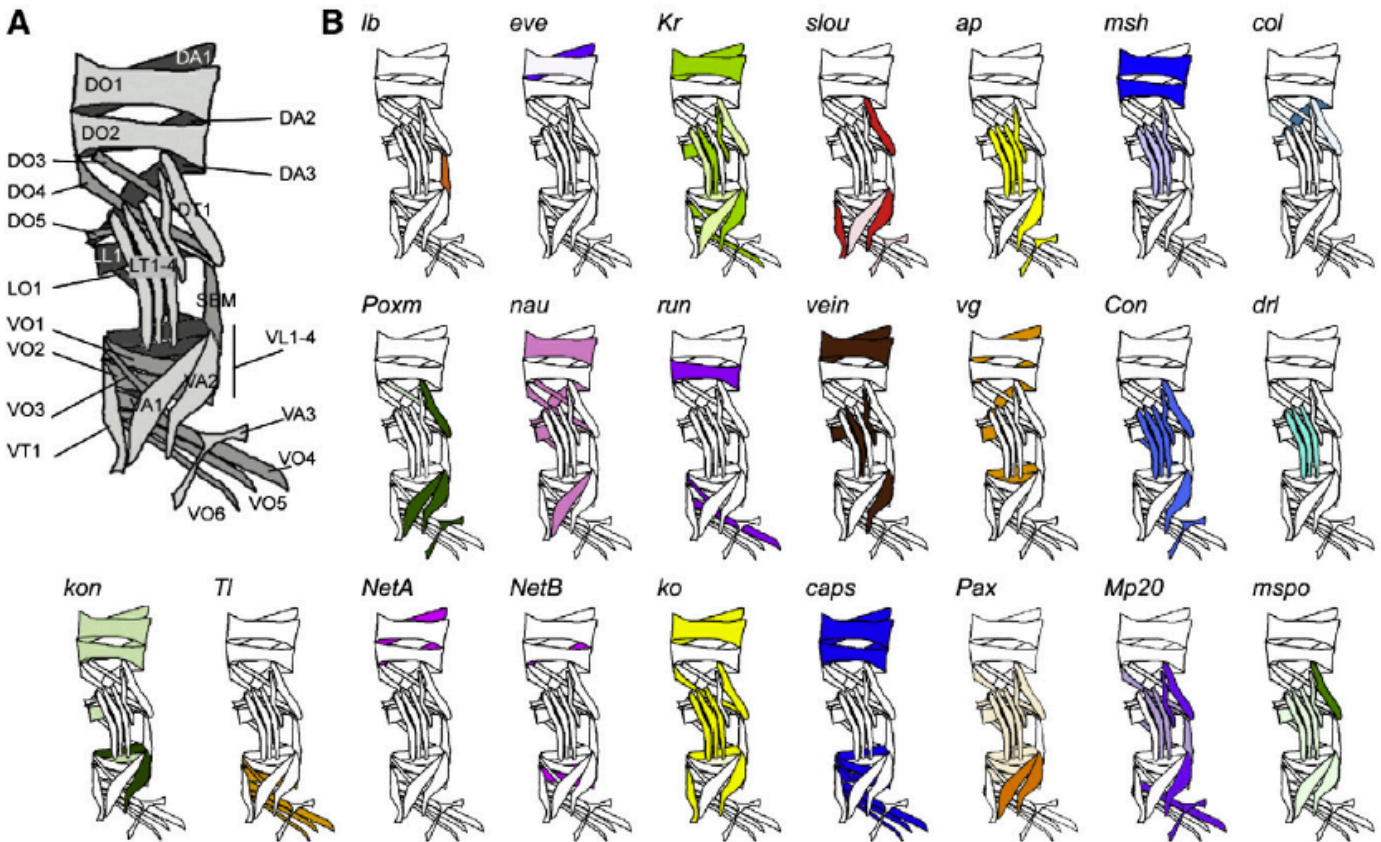 A
DA1
DO1
DA2
DO2
DO3
DA3
DO4
DT1
DO5
LL1
LT1-4
LO1
SBM
VO1
VL1-4
VO2
VA2
VO3
A1
VA3
VT1
VO4
VO5
VO6
B
lb eve Kr slou ap msh col
Poxm nau run vein vg Con drl
kon Tl NetA NetB ko caps Pax Mp20 mspo